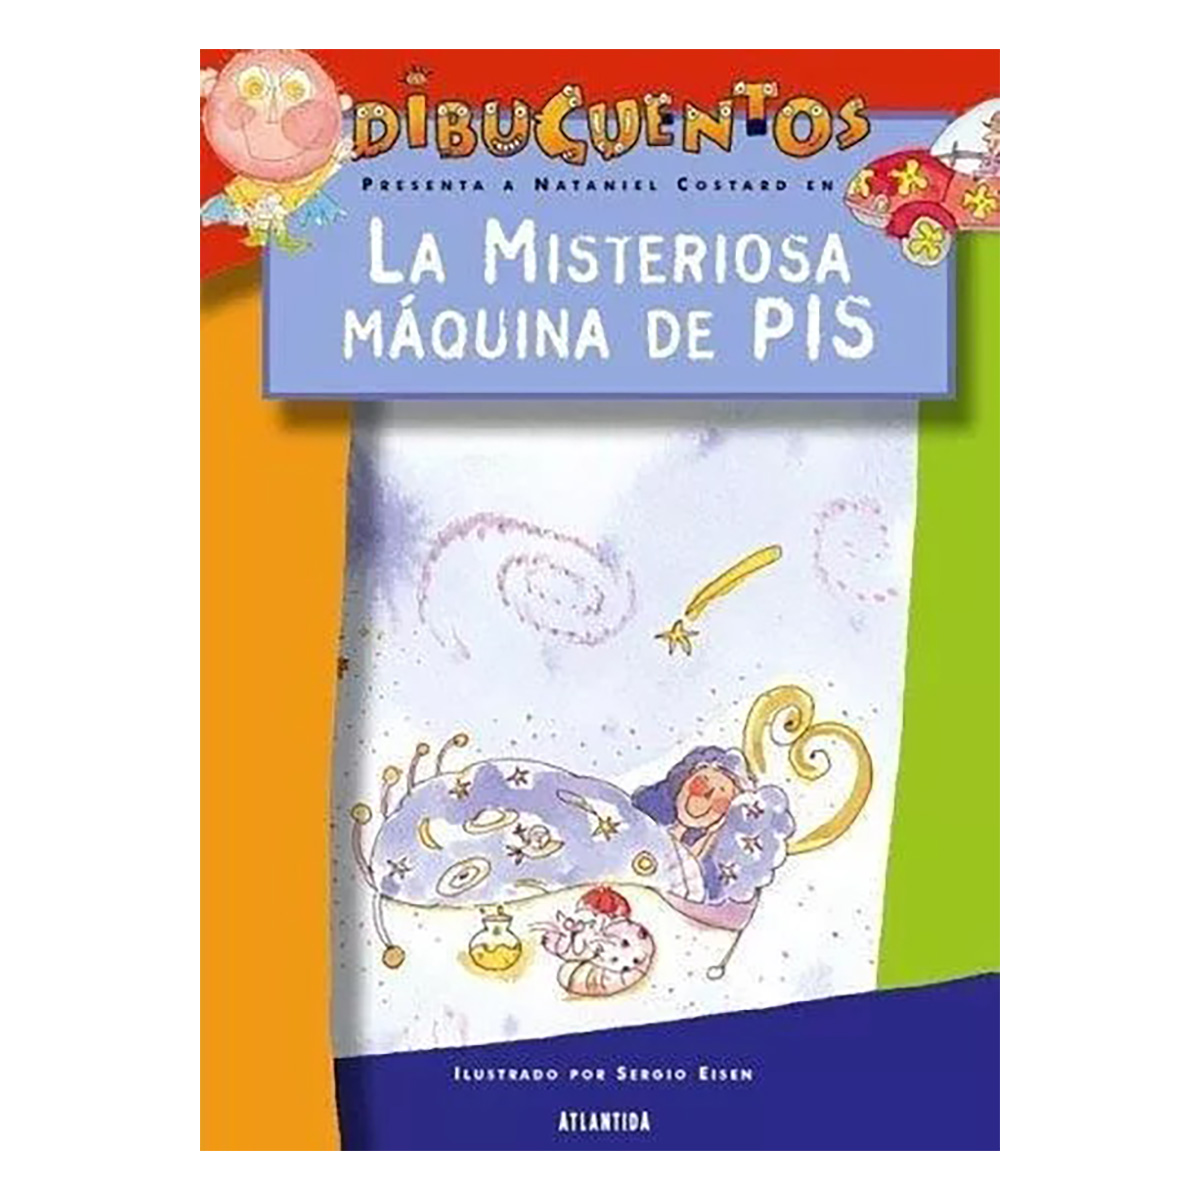 DIBUCUENTOS
PRESENTA A NATANIEL COSTARD EN
LA MISTERIOSA
MÁQUINA DE PIS
ILUSTRADO POR SERGIO EISEN
ATLANTIDA